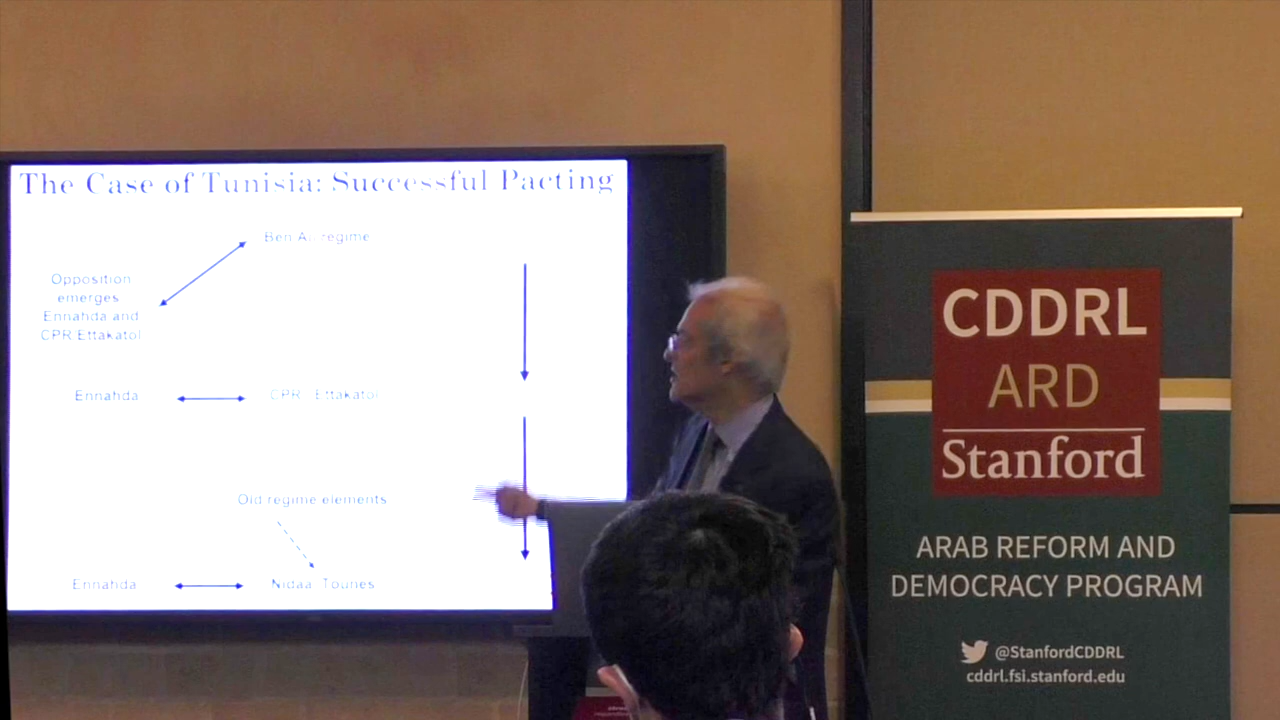 The Case of Tunisia: Successful Pacting
Ben Ali regime
Opposition
emerges
Ennahda and
CPR Ettakatol
Ennahda
CPR Ettakatol
Old regime elements
Ennahda
Nidaa Tounes
CDDRL
ARD
Stanford
ARAB REFORM AND
DEMOCRACY PROGRAM
@StanfordCDDRL
cddrl.fsi.stanford.edu